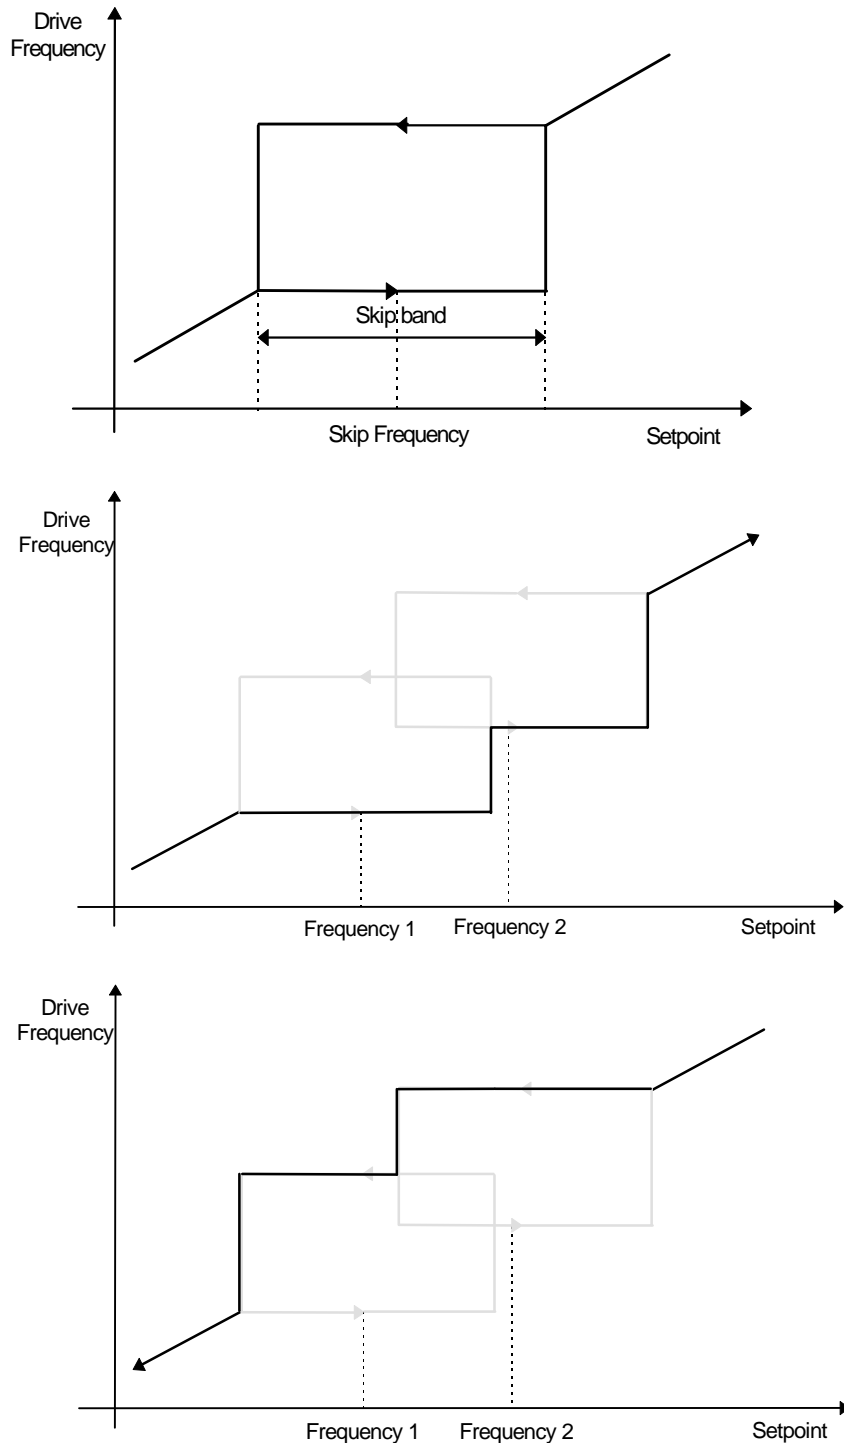 Drive
Frequency
Skip band
Skip Frequency
Setpoint
Drive
Frequency
Frequency 1
Frequency 2
Setpoint
Drive
Frequency
Frequency 1
Frequency 2
Setpoint